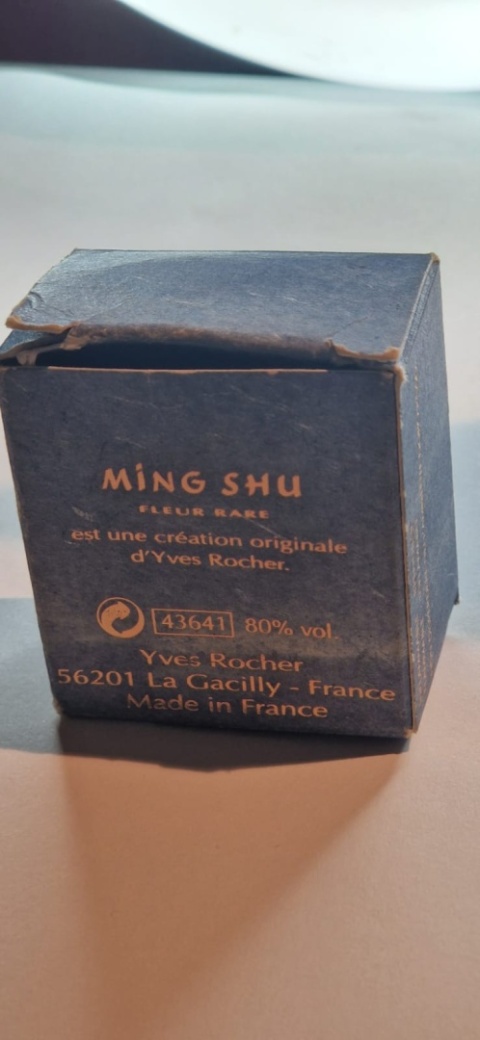 MiNG SHU
FLEUR RARE
est une création originale
d'Yves Rocher.
43641 80% vol.
Yves Rocher
56201 La Gacilly - France
Made in France